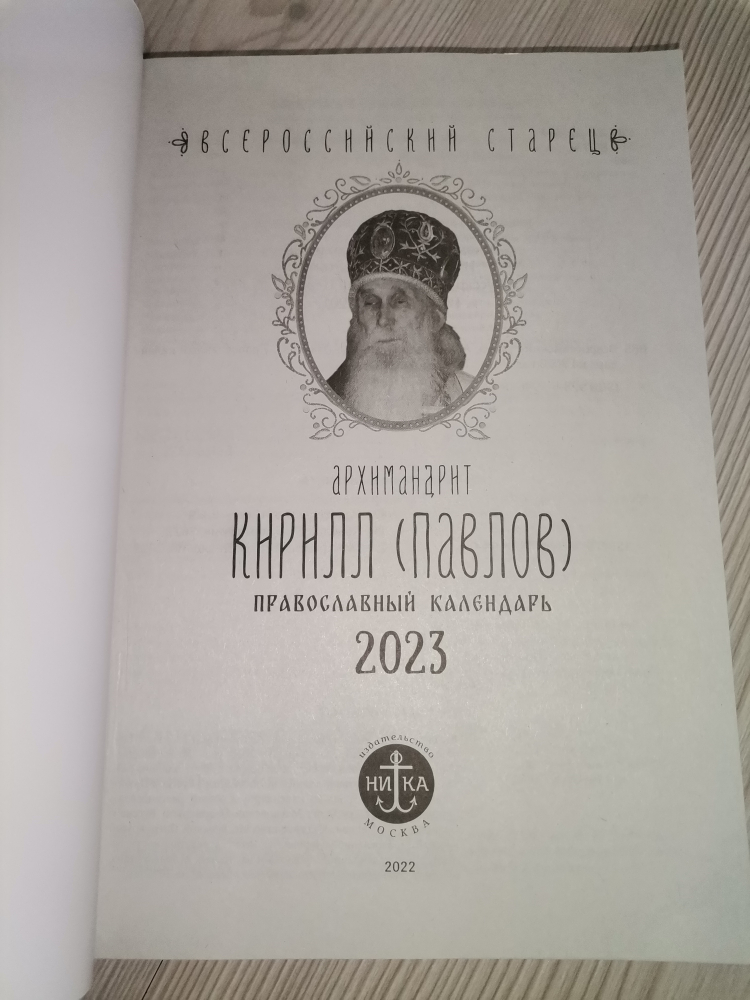 ВСЕРОССИЙСКИЙ СТАРЕЦ
АРХИМАНДРИТ
КИРИЛЛ (ПАВЛОВ)
ПРАВОСЛАВНЫЙ КАЛЕНДАРЬ
2023
издательство
НИКА
МОСКВА
2022